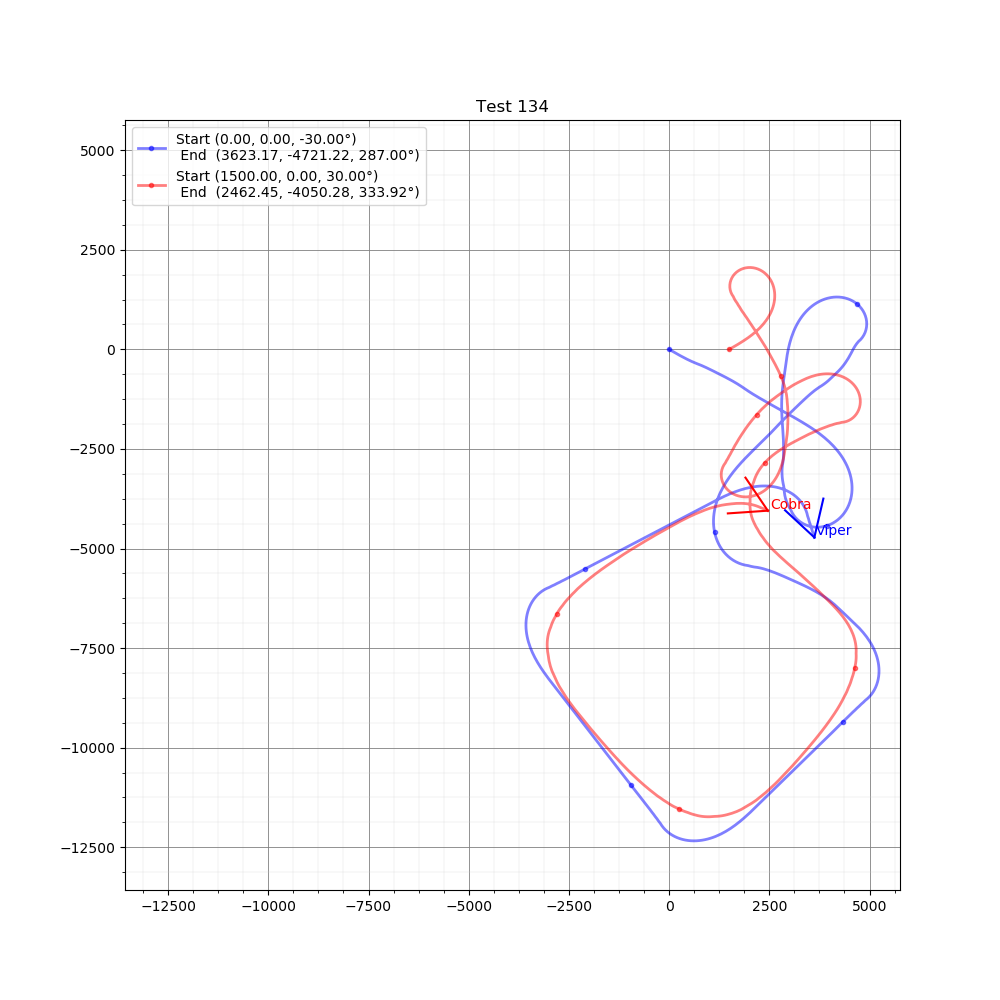 Test 134
Start (0.00, 0.00, -30.00°)
End  (3623.17, -4721.22, 287.00°)
Start (1500.00, 0.00, 30.00°)
End  (2462.45, -4050.28, 333.92°)
5000
2500
0
−2500
−5000
−7500
−10000
−12500
Cobra
Viper
−12500 −10000 −7500 −5000 −2500 0 2500 5000